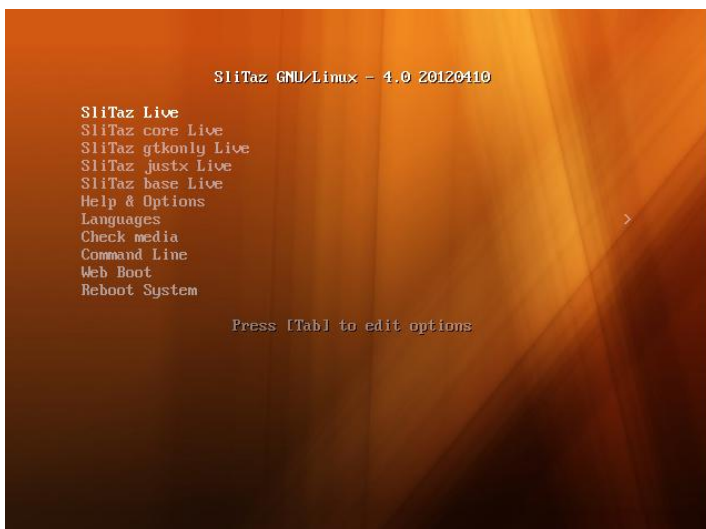 SliTaz GNU/Linux - 4.0 20120410
SliTaz Live
SliTaz core Live
SliTaz gtkonly Live
SliTaz justx Live
SliTaz base Live
Help & Options
Languages >
Check media
Command Line
Web Boot
Reboot System
Press [Tab] to edit options